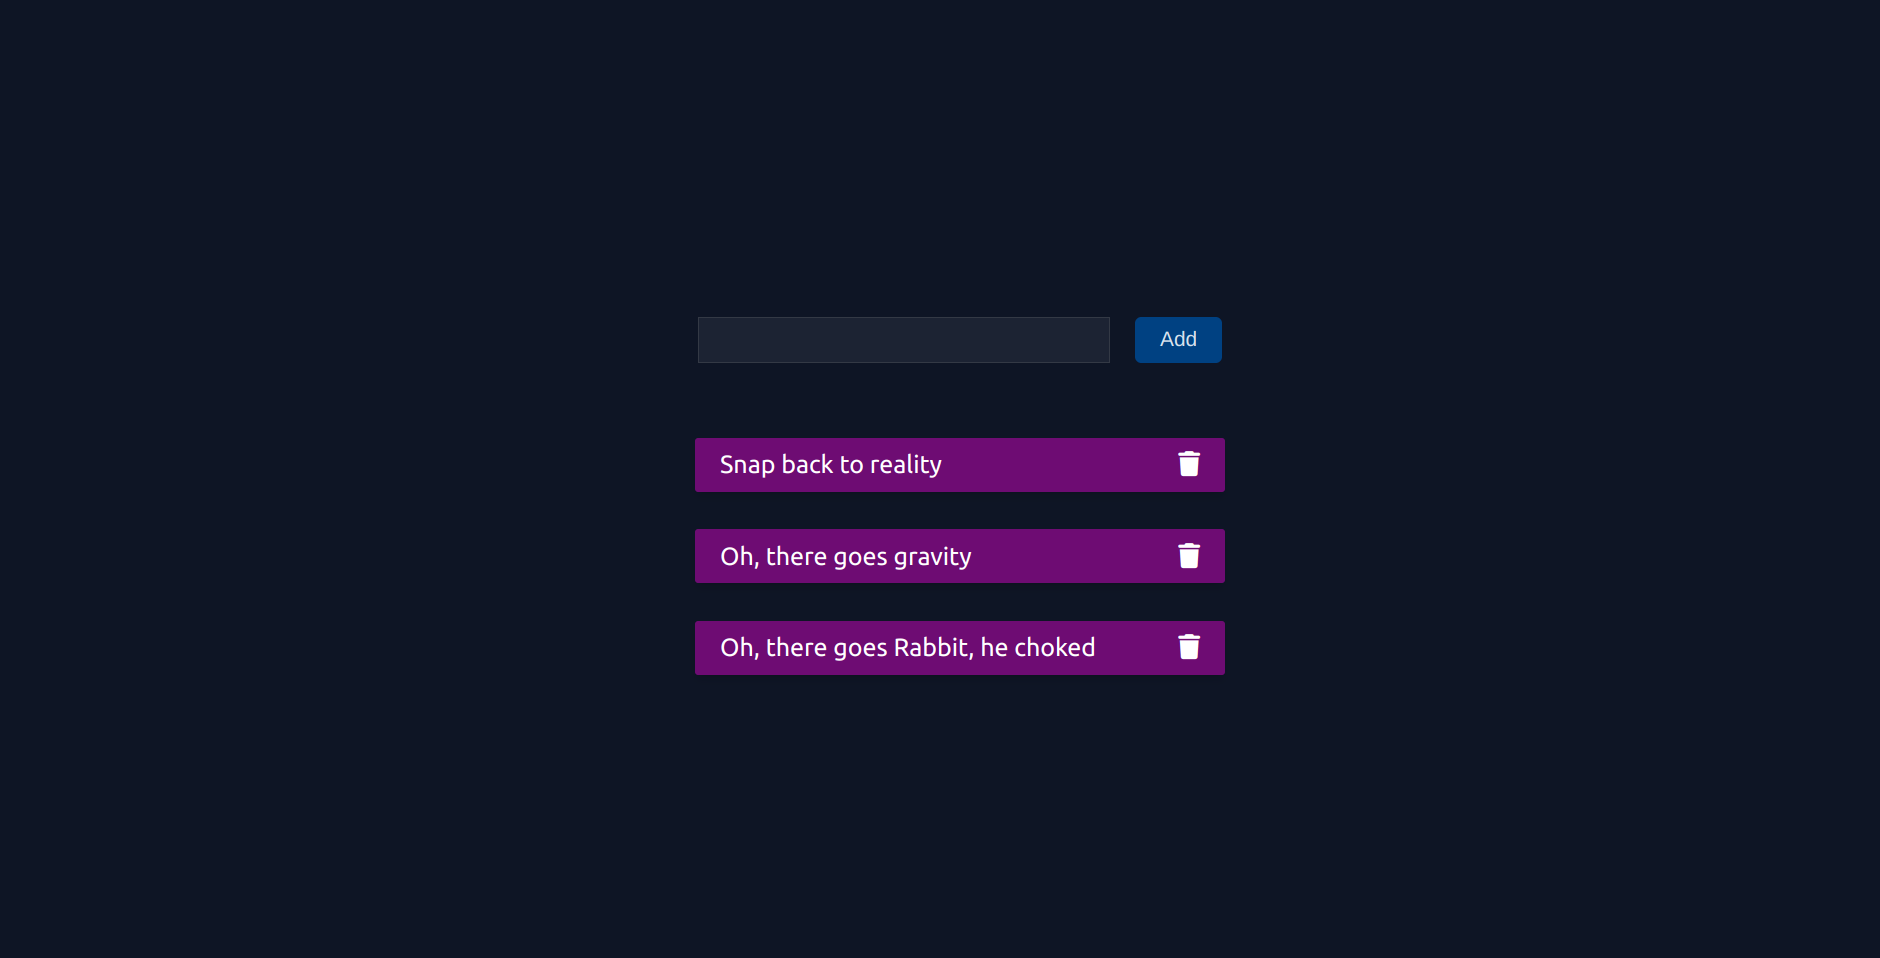 Add
Snap back to reality
Oh, there goes gravity
Oh, there goes Rabbit, he choked